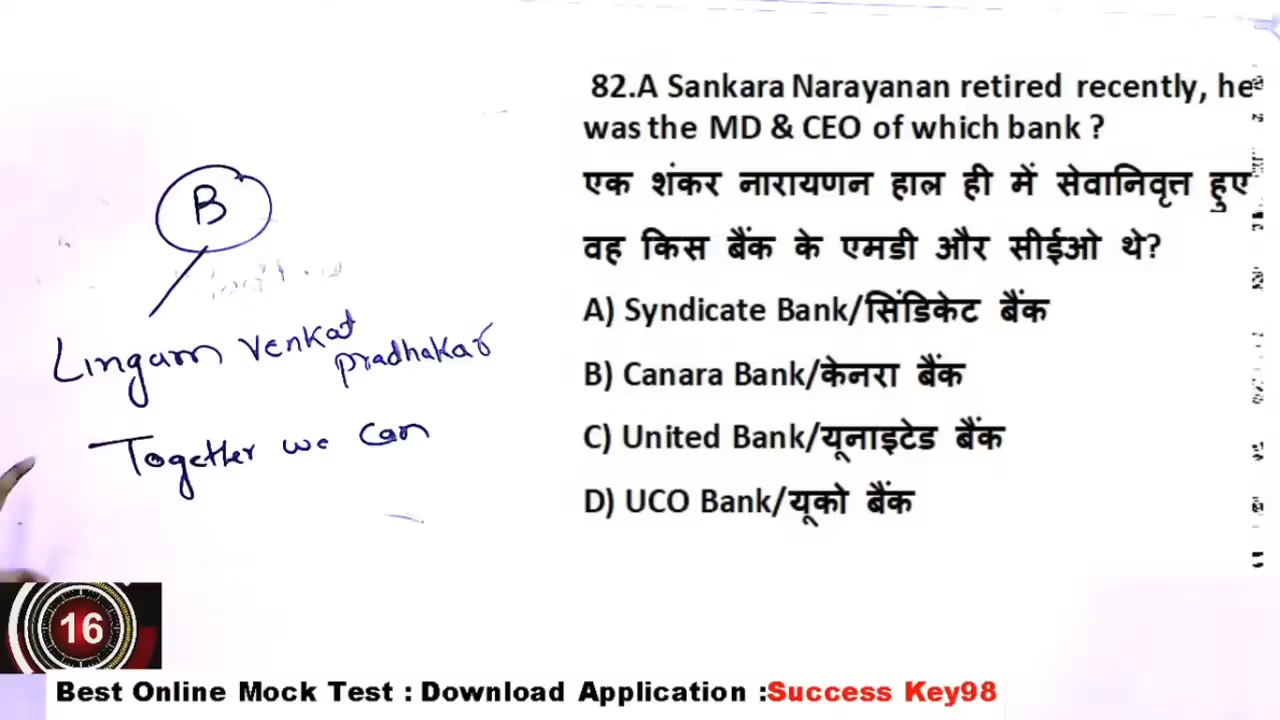 B
Lingam Venkat
Pradhakar
Together we can
82.A Sankara Narayanan retired recently, he
was the MD & CEO of which bank ?
एक शंकर नारायणन हाल ही में सेवानिवृत्त हुए
वह किस बैंक के एमडी और सीईओ थे?
A) Syndicate Bank/सिंडिकेट बैंक
B) Canara Bank/केनरा बैंक
C) United Bank/यूनाइटेड बैंक
D) UCO Bank/यूको बैंक
16
Best Online Mock Test : Download Application :Success Key98